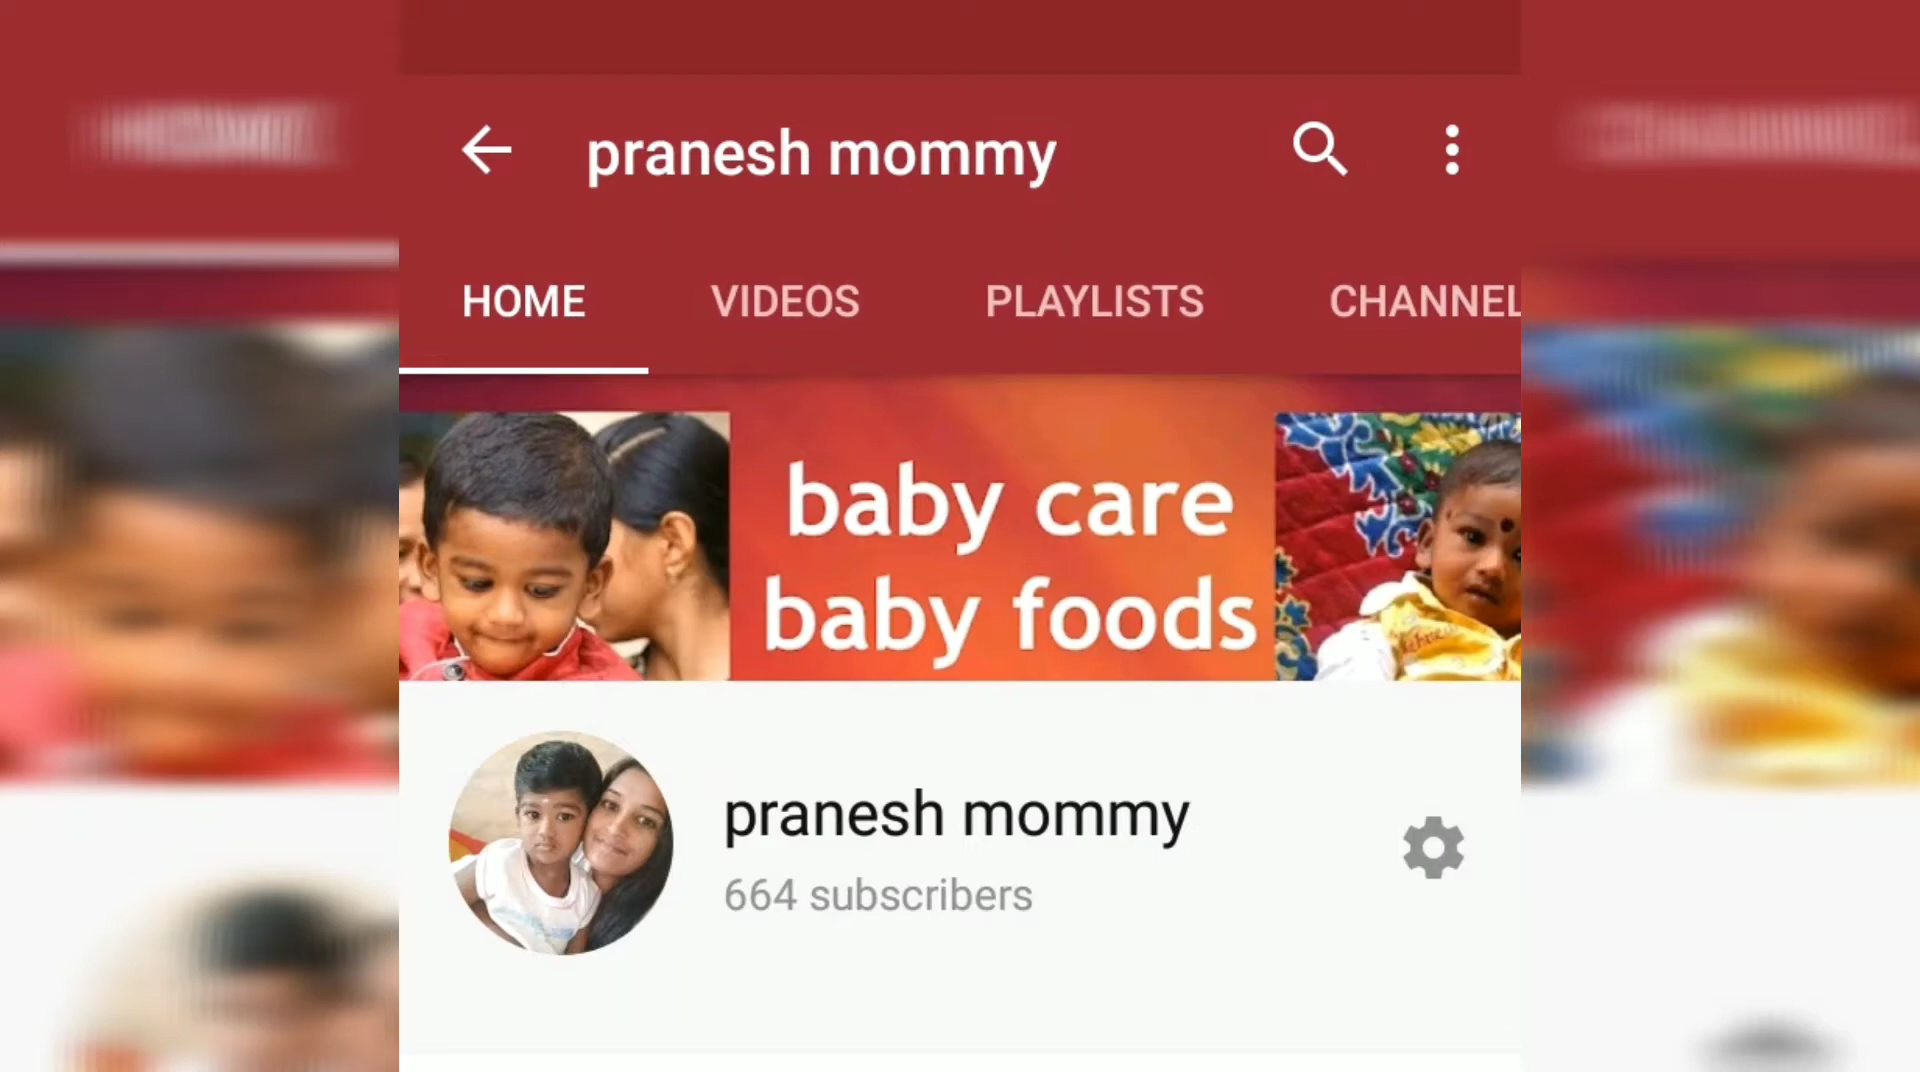 pranesh mommy
HOME VIDEOS PLAYLISTS CHANNEL
baby care
baby foods
pranesh mommy
664 subscribers